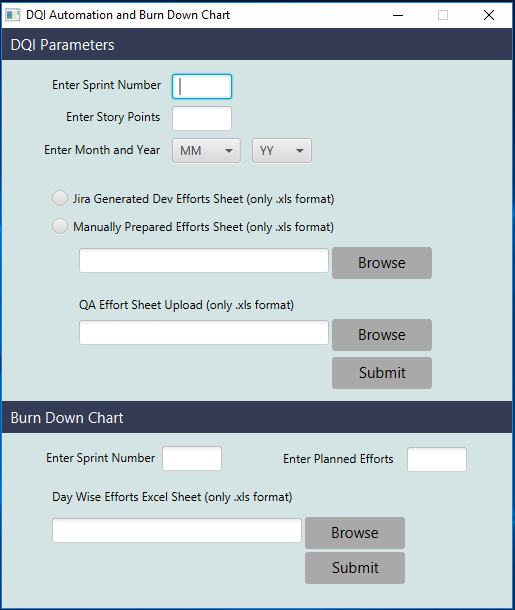 DQI Automation and Burn Down Chart
DQI Parameters
Enter Sprint Number
Enter Story Points
Enter Month and Year MM YY
Jira Generated Dev Efforts Sheet (only .xls format)
Manually Prepared Efforts Sheet (only .xls format)
Browse
QA Effort Sheet Upload (only .xls format)
Browse
Submit
Burn Down Chart
Enter Sprint Number Enter Planned Efforts
Day Wise Efforts Excel Sheet (only .xls format)
Browse
Submit